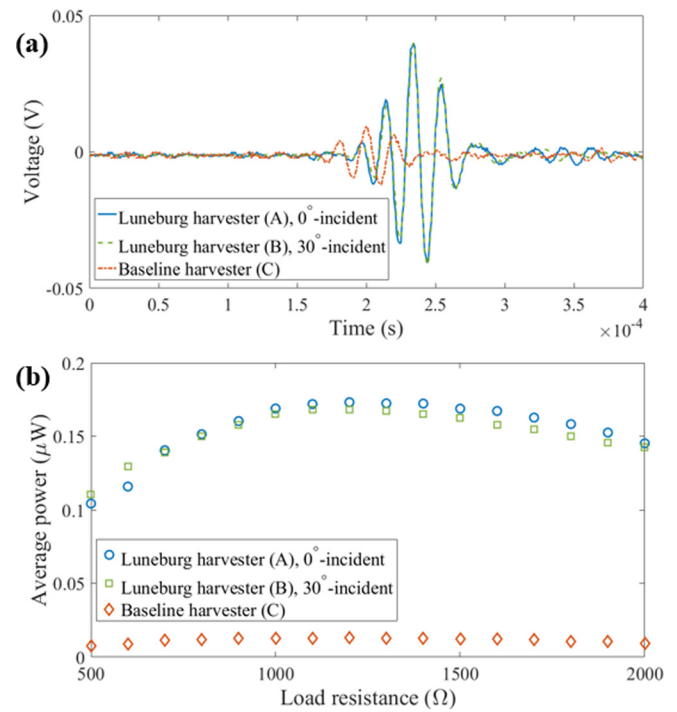 (a)
0.05
0
-0.05
Voltage (V)
Luneburg harvester (A), 0°-incident
Luneburg harvester (B), 30°-incident
Baseline harvester (C)
0 0.5 1 1.5 2 2.5 3 3.5 4
Time (s)
×10⁻⁴
(b)
0.2
0.15
0.1
0.05
0
Average power (μW)
Luneburg harvester (A), 0°-incident
Luneburg harvester (B), 30°-incident
Baseline harvester (C)
500 1000 1500 2000
Load resistance (Ω)